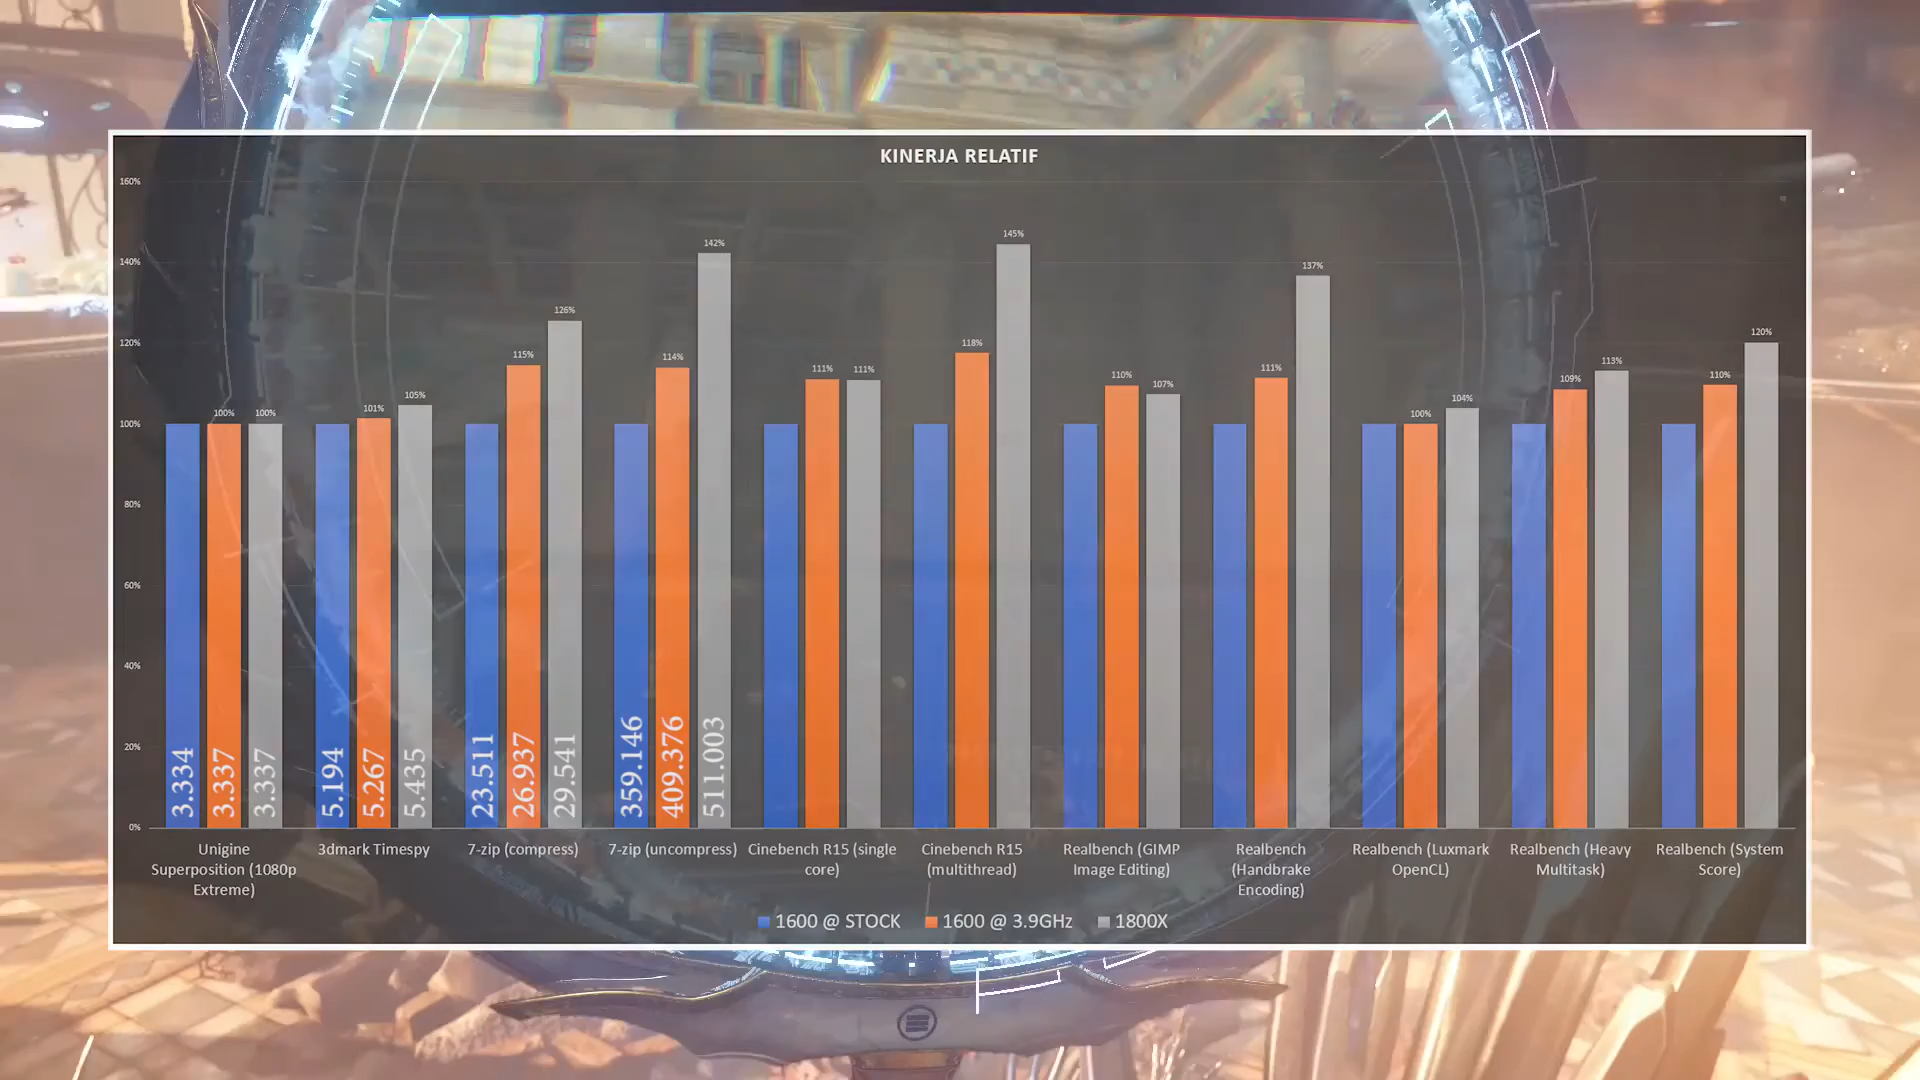 KINERJA RELATIF
160%
140%
120%
100%
80%
60%
40%
20%
0%
100% 100%
101% 105%
115% 126%
114% 142%
111% 111%
118% 145%
110% 107%
111% 137%
100% 104%
109% 113%
110% 120%
3.334 3.337 3.337
5.194 5.267 5.435
23.511 26.937 29.541
359.146 409.376 511.003
Unigine
Superposition (1080p
Extreme)
3dmark Timespy
7-zip (compress)
7-zip (uncompress)
Cinebench R15 (single
core)
Cinebench R15
(multithread)
Realbench (GIMP
Image Editing)
Realbench
(Handbrake
Encoding)
Realbench (Luxmark
OpenCL)
Realbench (Heavy
Multitask)
Realbench (System
Score)
1600 @ STOCK 1600 @ 3.9GHz 1800X